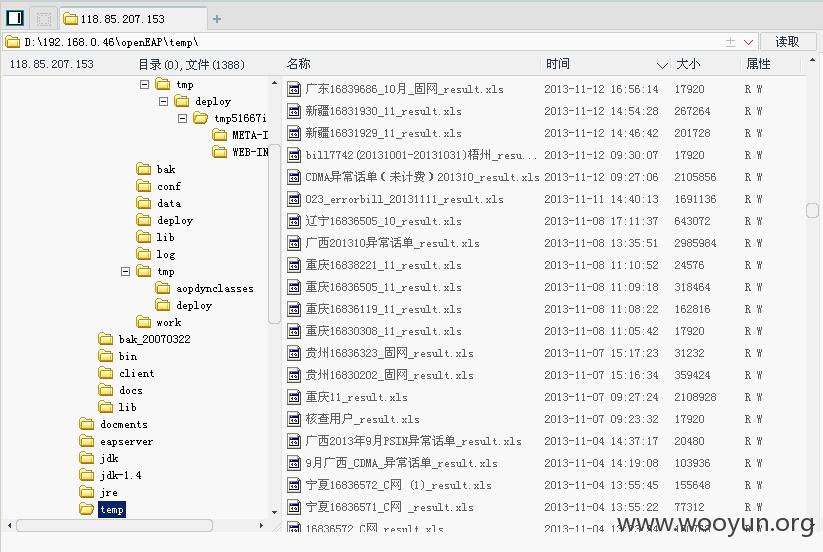 118.85.207.153
D:\192.168.0.46\openEAP\temp\
读取
118.85.207.153 目录(0),文件(1388)
名称 时间 大小 属性
tmp
deploy
tmp51667i
META-I
WEB-IN
bak
conf
data
deploy
lib
log
tmp
aopdynclasses
deploy
work
bak_20070322
bin
client
docs
lib
docments
eapserver
jdk
jdk-1.4
jre
temp
广东16839686_10月_固网_result.xls 2013-11-12 16:56:14 17920 R W
新疆16831930_11_result.xls 2013-11-12 14:54:28 267264 R W
新疆16831929_11_result.xls 2013-11-12 14:46:42 201728 R W
bill7742(20131001-20131031)梧州_resu... 2013-11-12 09:30:07 17920 R W
CDMA异常话单(未计费)201310_result.xls 2013-11-12 09:27:06 2105856 R W
023_errorbill_20131111_result.xls 2013-11-11 14:40:13 1691136 R W
辽宁16836505_10_result.xls 2013-11-08 17:11:37 643072 R W
广西201310异常话单_result.xls 2013-11-08 13:35:51 2985984 R W
重庆16838221_11_result.xls 2013-11-08 11:10:52 24576 R W
重庆16836505_11_result.xls 2013-11-08 11:09:18 318464 R W
重庆16836119_11_result.xls 2013-11-08 11:08:22 162816 R W
重庆16830308_11_result.xls 2013-11-08 11:05:42 17920 R W
贵州16836323_固网_result.xls 2013-11-07 15:17:23 31232 R W
贵州16830202_固网_result.xls 2013-11-07 15:16:34 359424 R W
重庆11_result.xls 2013-11-07 09:27:24 2108928 R W
核查用户_result.xls 2013-11-07 09:23:32 17920 R W
广西2013年9月PSIN异常话单_result.xls 2013-11-04 14:37:17 20480 R W
9月广西_CDMA_异常话单_result.xls 2013-11-04 14:19:08 103936 R W
宁夏16836572_C网 (1)_result.xls 2013-11-04 13:55:45 155648 R W
宁夏16836571_C网 _result.xls 2013-11-04 13:55:22 77312 R W
16836572_C网_result.xls 2013-11-04
www.wooyun.org